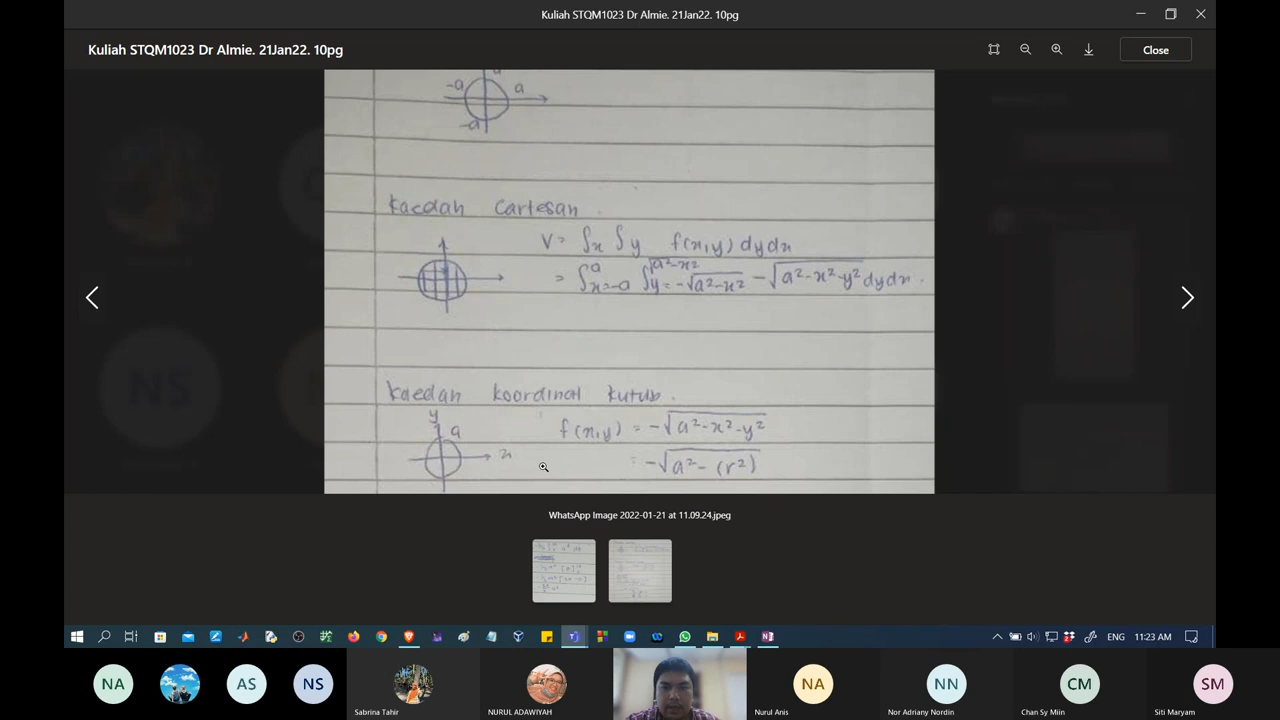 Kuliah STQM1023 Dr Almie. 21Jan22. 10pg
Kuliah STQM1023 Dr Almie. 21Jan22. 10pg
Close
-a a
-a
Kaedah Cartesan.
V = ∫x ∫y f(x,y) dy dx
= ∫_{x=-a}^{a} ∫_{y=-√(a²-x²)}^{√(a²-x²)} -√(a²-x²-y²) dy dx.
Kaedah koordinat kutub.
y
a
x
f(x,y) = -√(a²-x²-y²)
= -√(a²-(r²))
NS
NS
WhatsApp Image 2022-01-21 at 11.09.24.jpeg
ENG 11:23 AM
NA AS NS NA NN CM SM
Sabrina Tahir NURUL ADAWIYAH Nurul Anis Nor Adriany Nordin Chan Sy Miin Siti Maryam